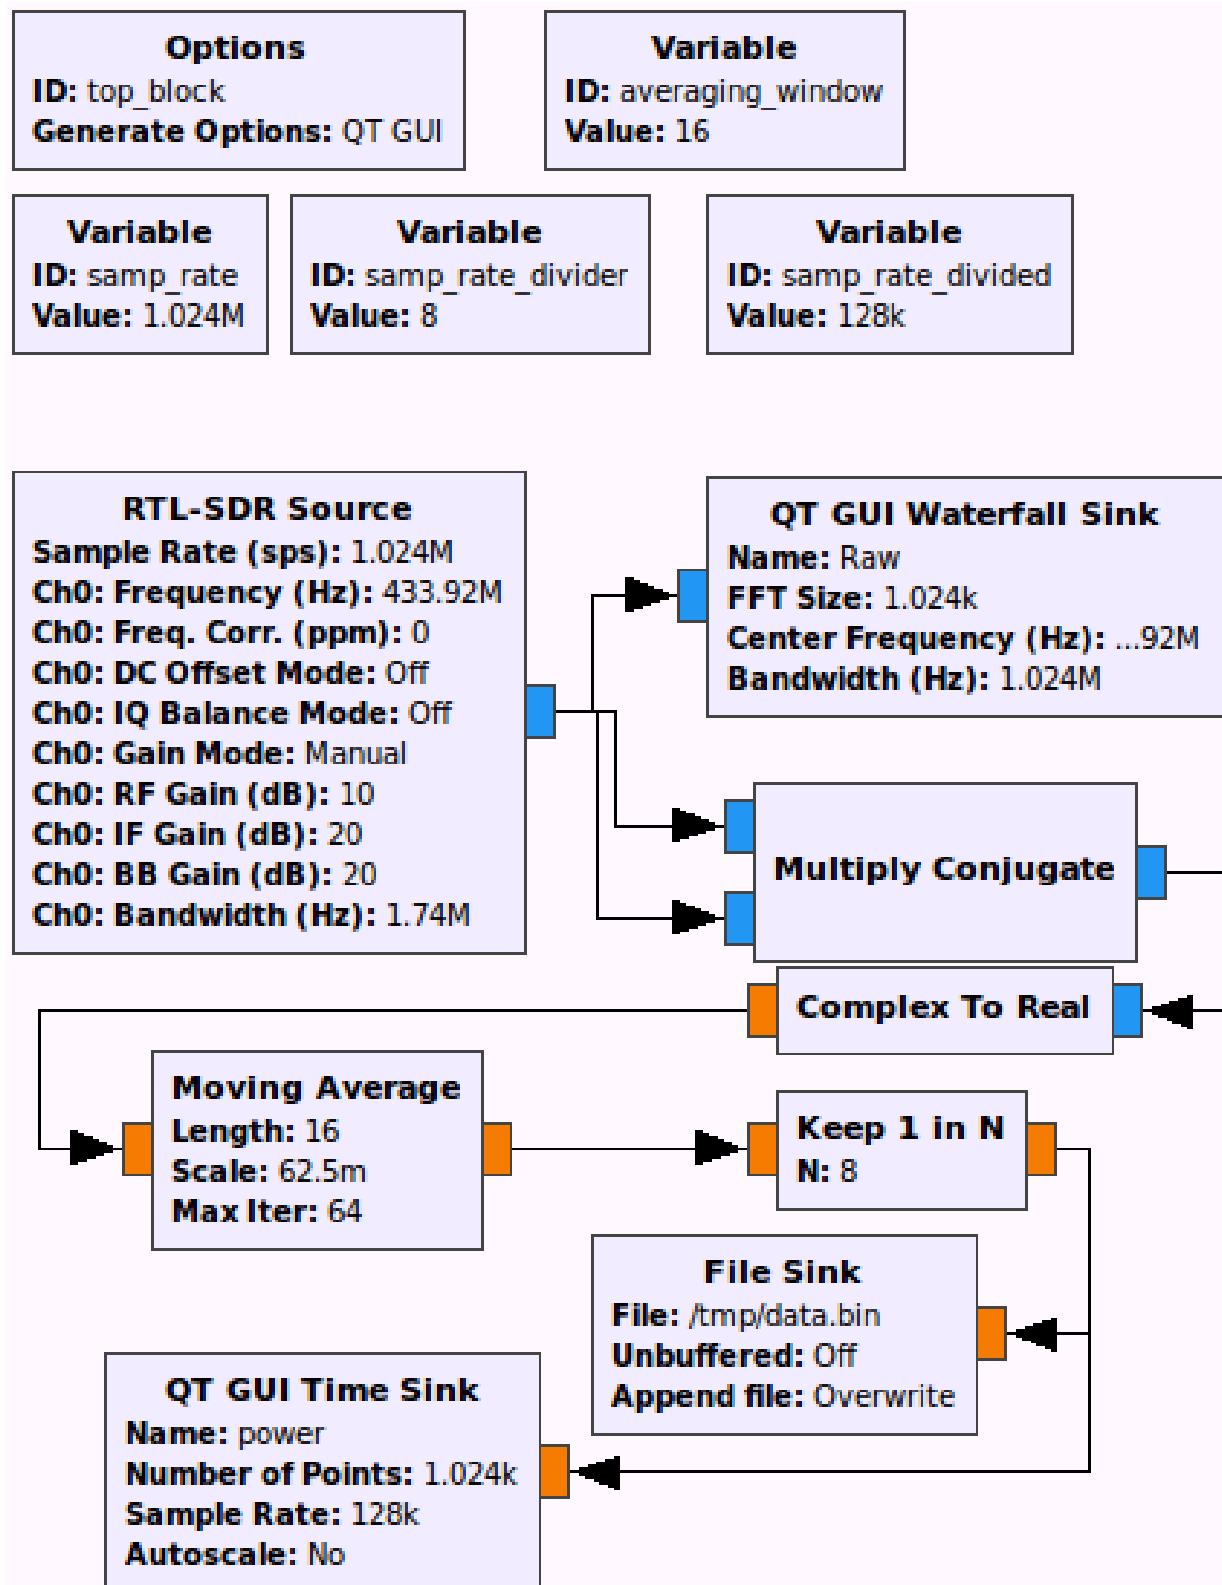 Options
ID: top_block
Generate Options: QT GUI
Variable
ID: averaging_window
Value: 16
Variable
ID: samp_rate
Value: 1.024M
Variable
ID: samp_rate_divider
Value: 8
Variable
ID: samp_rate_divided
Value: 128k
RTL-SDR Source
Sample Rate (sps): 1.024M
Ch0: Frequency (Hz): 433.92M
Ch0: Freq. Corr. (ppm): 0
Ch0: DC Offset Mode: Off
Ch0: IQ Balance Mode: Off
Ch0: Gain Mode: Manual
Ch0: RF Gain (dB): 10
Ch0: IF Gain (dB): 20
Ch0: BB Gain (dB): 20
Ch0: Bandwidth (Hz): 1.74M
QT GUI Waterfall Sink
Name: Raw
FFT Size: 1.024k
Center Frequency (Hz): ...92M
Bandwidth (Hz): 1.024M
Multiply Conjugate
Complex To Real
Moving Average
Length: 16
Scale: 62.5m
Max Iter: 64
Keep 1 in N
N: 8
File Sink
File: /tmp/data.bin
Unbuffered: Off
Append file: Overwrite
QT GUI Time Sink
Name: power
Number of Points: 1.024k
Sample Rate: 128k
Autoscale: No